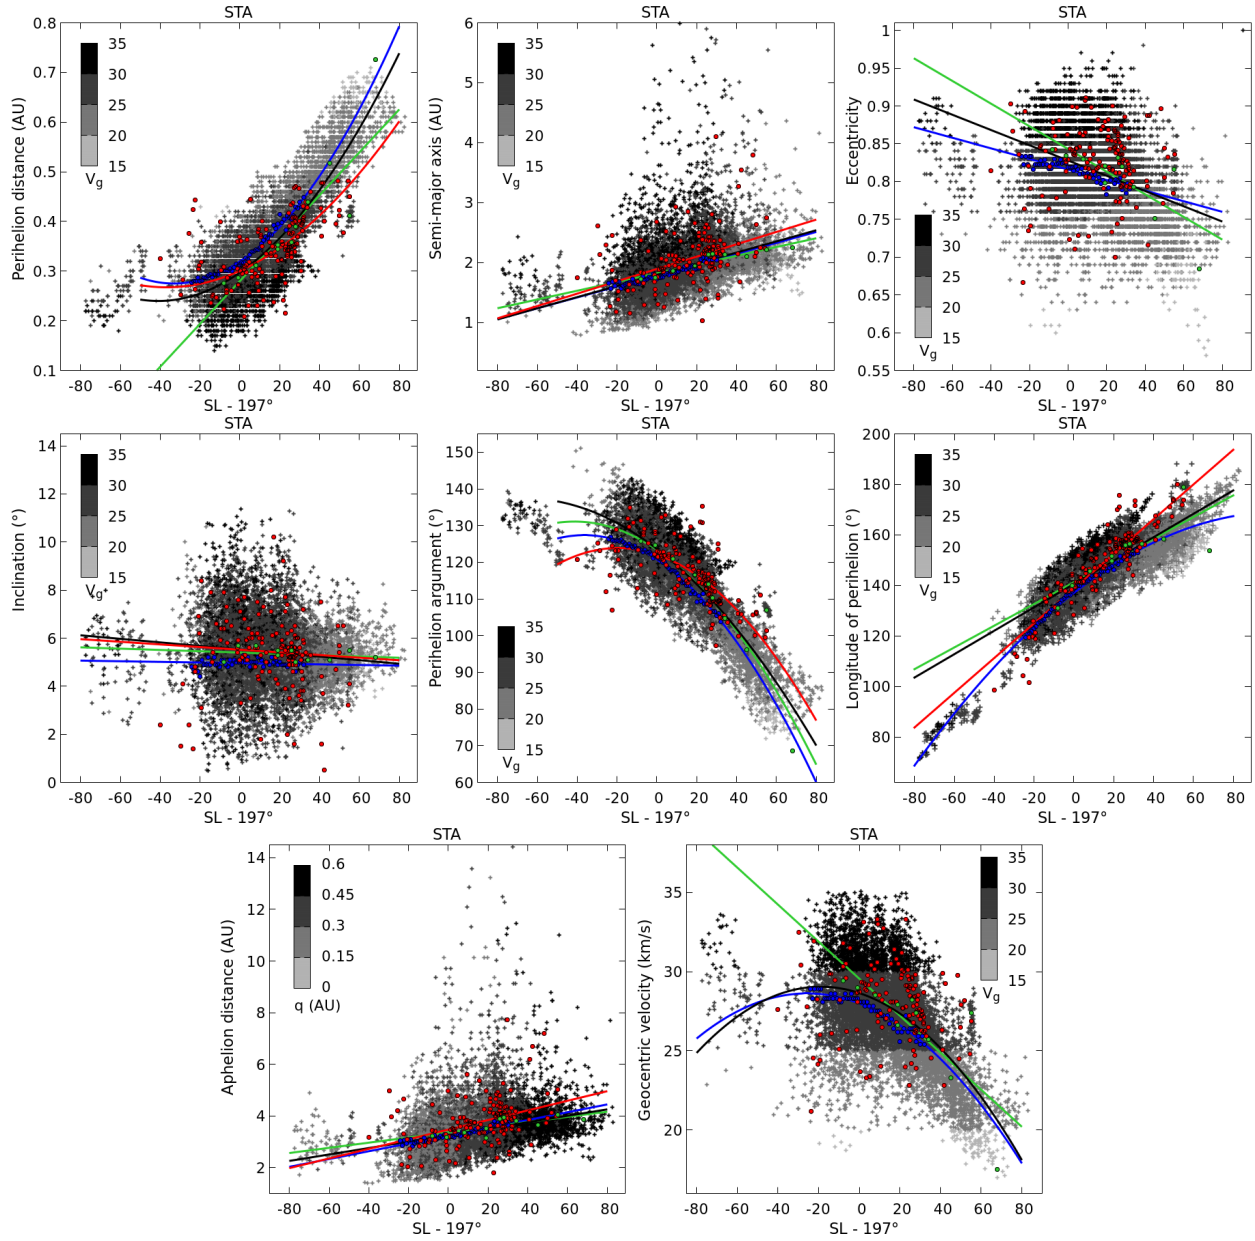 STA
Perihelion distance (AU)
0.8
0.7
0.6
0.5
0.4
0.3
0.2
0.1
35
30
25
20
15
Vg
-80 -60 -40 -20 0 20 40 60 80
SL - 197°
STA
Semi-major axis (AU)
6
5
4
3
2
1
35
30
25
20
15
Vg
-80 -60 -40 -20 0 20 40 60 80
SL - 197°
STA
Eccentricity
1
0.95
0.9
0.85
0.8
0.75
0.7
0.65
0.6
0.55
35
30
25
20
15
Vg
-80 -60 -40 -20 0 20 40 60 80
SL - 197°
STA
Inclination (°)
14
12
10
8
6
4
2
0
35
30
25
20
15
Vg
-80 -60 -40 -20 0 20 40 60 80
SL - 197°
STA
Perihelion argument (°)
150
140
130
120
110
100
90
80
70
60
35
30
25
20
15
Vg
-80 -60 -40 -20 0 20 40 60 80
SL - 197°
STA
Longitude of perihelion (°)
200
180
160
140
120
100
80
35
30
25
20
15
Vg
-80 -60 -40 -20 0 20 40 60 80
SL - 197°
STA
Aphelion distance (AU)
14
12
10
8
6
4
2
0.6
0.45
0.3
0.15
0
q (AU)
-80 -60 -40 -20 0 20 40 60 80
SL - 197°
STA
Geocentric velocity (km/s)
35
30
25
20
35
30
25
20
15
Vg
-80 -60 -40 -20 0 20 40 60 80
SL - 197°